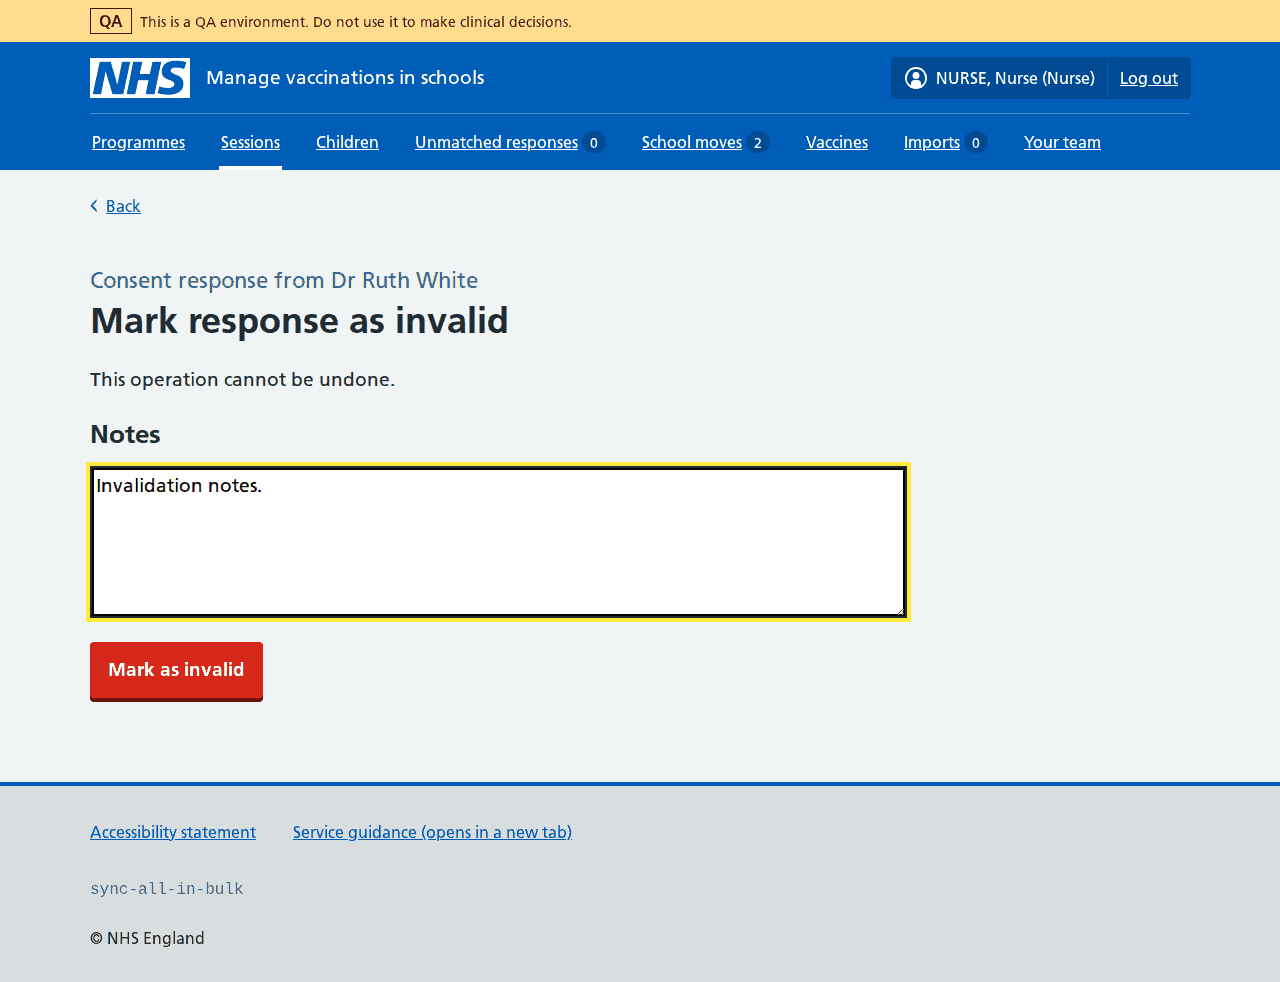 QA This is a QA environment. Do not use it to make clinical decisions.
NHS Manage vaccinations in schools NURSE, Nurse (Nurse) Log out
Programmes Sessions Children Unmatched responses 0 School moves 2 Vaccines Imports 0 Your team
Back
Consent response from Dr Ruth White
Mark response as invalid
This operation cannot be undone.
Notes
Invalidation notes.
Mark as invalid
Accessibility statement Service guidance (opens in a new tab)
sync-all-in-bulk
© NHS England